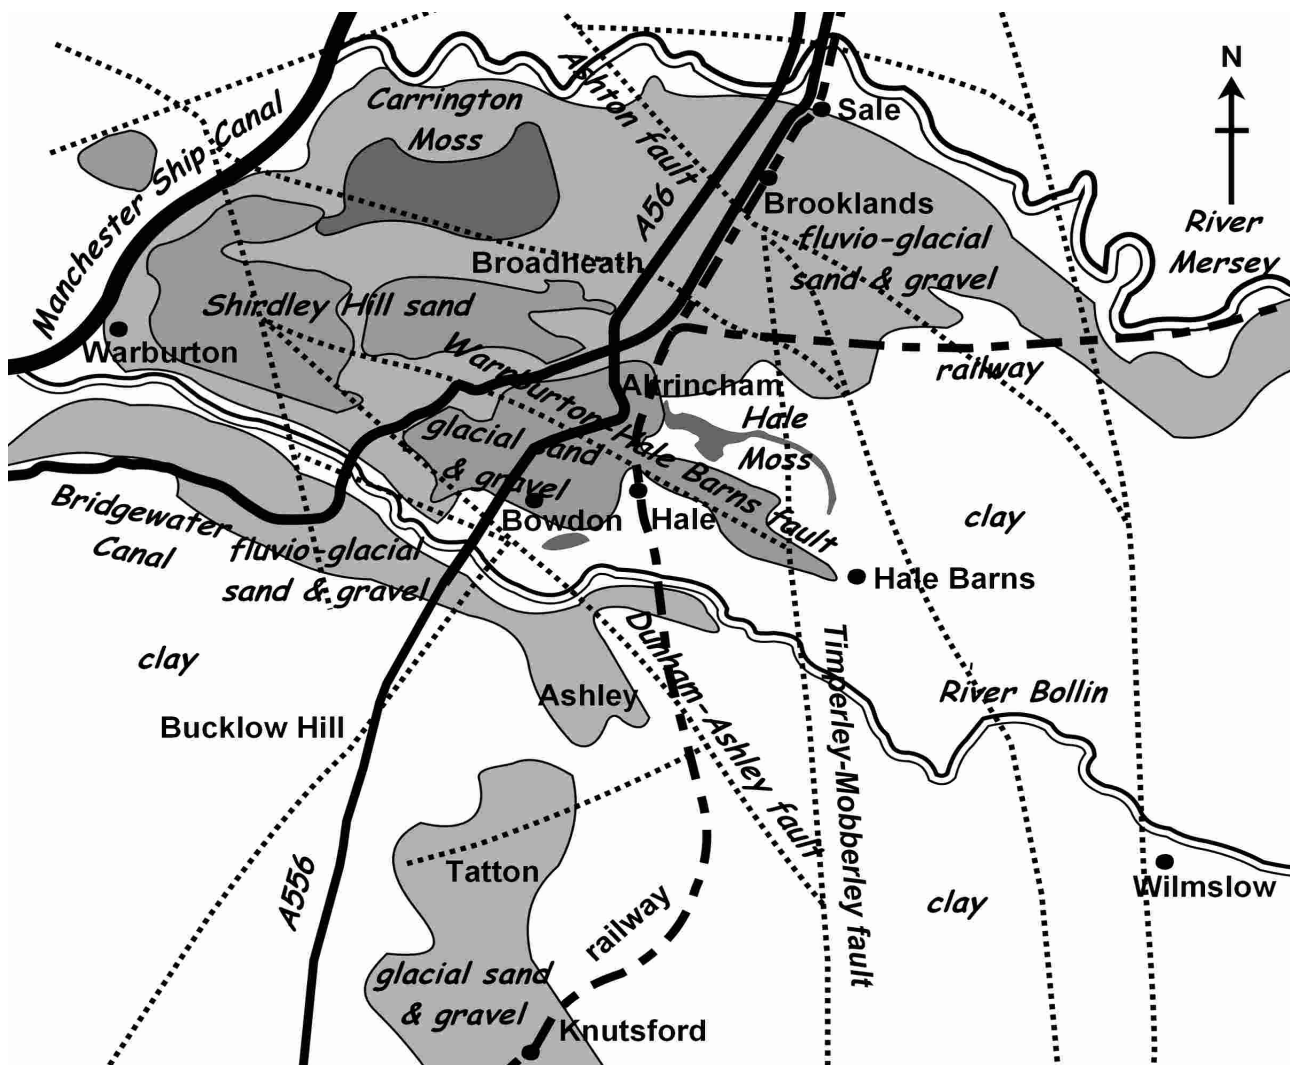 N
Carrington
Moss
Ashton fault
Sale
Manchester Ship Canal
A56
Brooklands
River
Mersey
fluvio-glacial
sand & gravel
Broadheath
Shirdley Hill sand
Warburton
railway
Altrincham
Warnburton-Hale Barns fault
Hale
Moss
glacial sand
& gravel
Bowdon
Hale
clay
Bridgewater
Canal
fluvio-glacial
sand & gravel
Hale Barns
clay
Dunham-Ashley fault
Timperley-Mobberley fault
River Bollin
Ashley
Bucklow Hill
Tatton
A556
railway
clay
Wilmslow
glacial sand
& gravel
Knutsford